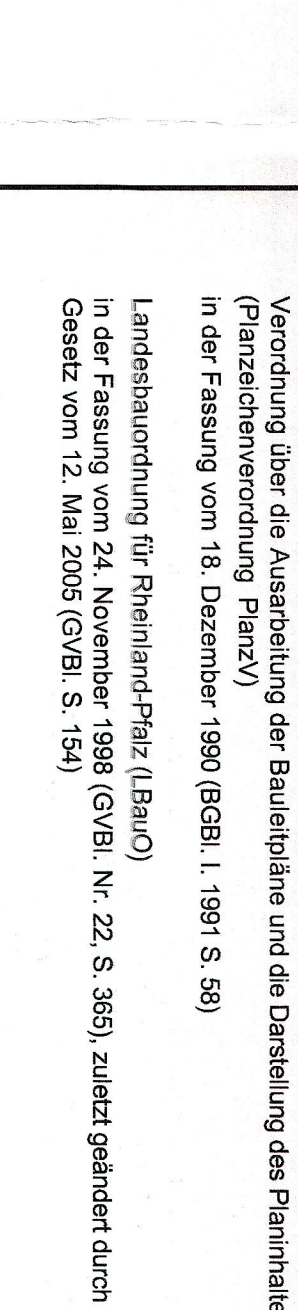 Verordnung über die Ausarbeitung der Bauleitpläne und die Darstellung des Planinhalte
(Planzeichenverordnung PlanzV)
in der Fassung vom 18. Dezember 1990 (BGBl. I. 1991 S. 58)
Landesbauordnung für Rheinland-Pfalz (LBauO)
in der Fassung vom 24. November 1998 (GVBl. Nr. 22, S. 365), zuletzt geändert durch
Gesetz vom 12. Mai 2005 (GVBl. S. 154)